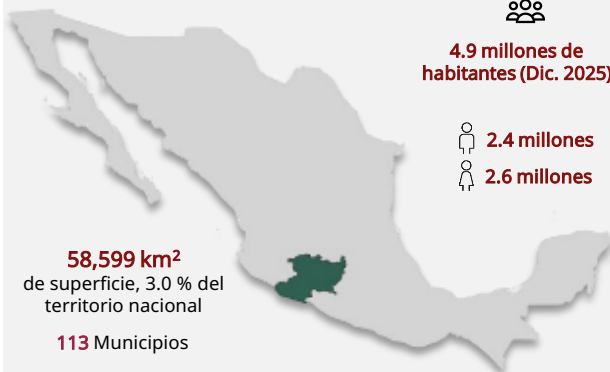 4.9 millones de
habitantes (Dic. 2025)
2.4 millones
2.6 millones
58,599 km²
de superficie, 3.0 % del
territorio nacional
113 Municipios